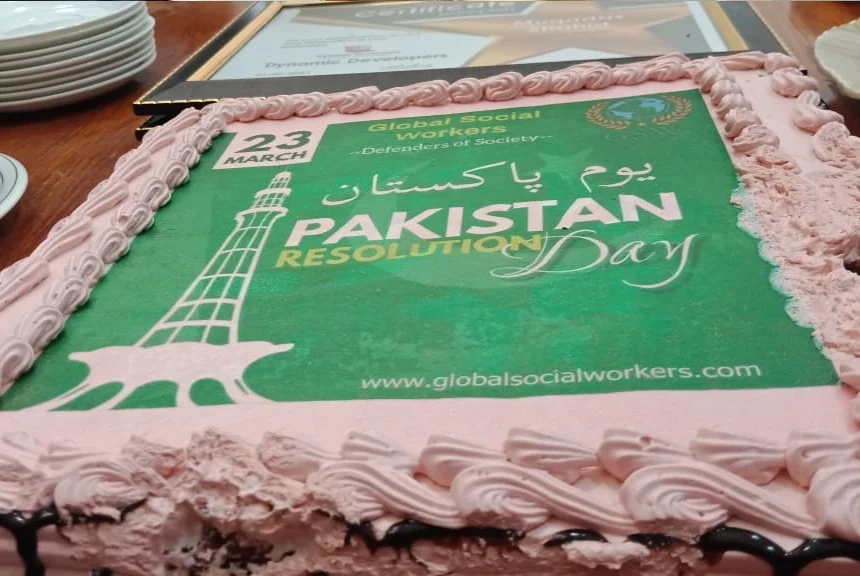 Certificate
Dynamic Developers
23
MARCH
Global Social
Workers
--Defenders of Society--
یوم پاکستان
PAKISTAN
RESOLUTION
Day
www.globalsocialworkers.com